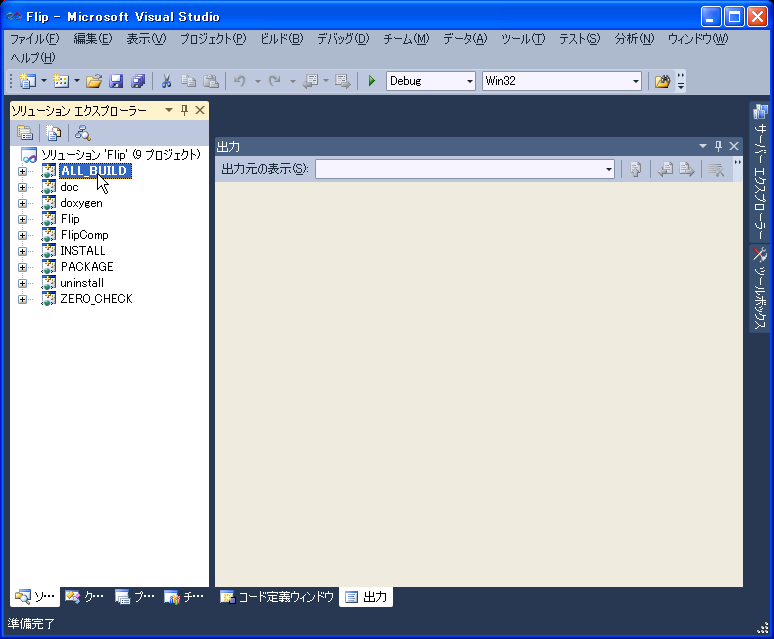 Flip - Microsoft Visual Studio
ファイル(F) 編集(E) 表示(V) プロジェクト(P) ビルド(B) デバッグ(D) チーム(M) データ(A) ツール(T) テスト(S) 分析(N) ウィンドウ(W)
ヘルプ(H)
Debug Win32
ソリューション エクスプローラー
ソリューション 'Flip' (9 プロジェクト)
ALL_BUILD
doc
doxygen
Flip
FlipComp
INSTALL
PACKAGE
uninstall
ZERO_CHECK
出力
出力元の表示(S):
サーバー エクスプローラー
ツールボックス
ソ… ク… プ… チ… コード定義ウィンドウ 出力
準備完了